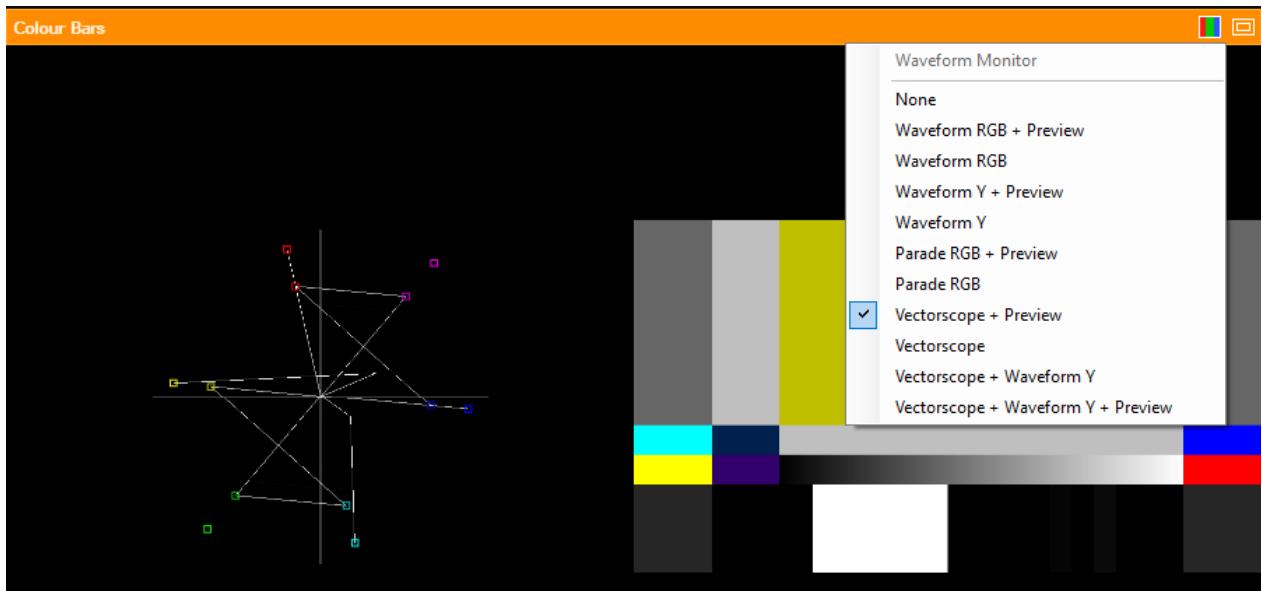 Colour Bars
Waveform Monitor
None
Waveform RGB + Preview
Waveform RGB
Waveform Y + Preview
Waveform Y
Parade RGB + Preview
Parade RGB
Vectorscope + Preview
Vectorscope
Vectorscope + Waveform Y
Vectorscope + Waveform Y + Preview